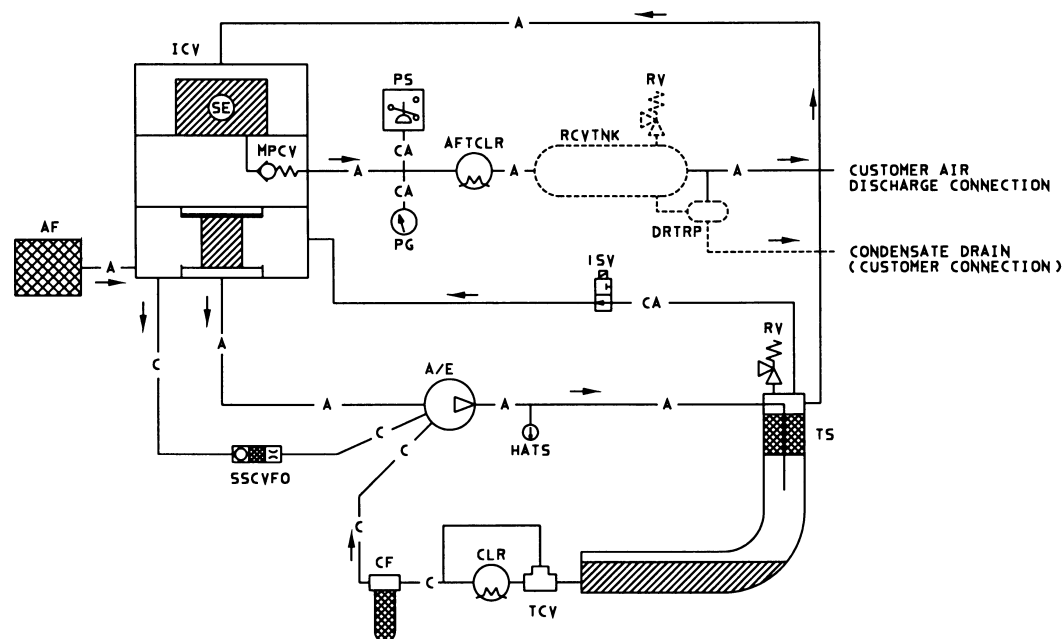 A
ICV
PS
RV
SE
AFTCLR
RCVTNK
MPCV
CA
A
A
A
CUSTOMER AIR
DISCHARGE CONNECTION
CA
AF
PG
DRTRP
CONDENSATE DRAIN
(CUSTOMER CONNECTION)
A
ISV
CA
RV
A
C
A/E
A
A
A
C
TS
HATS
C
SSCVFO
C
CF
CLR
C
TCV